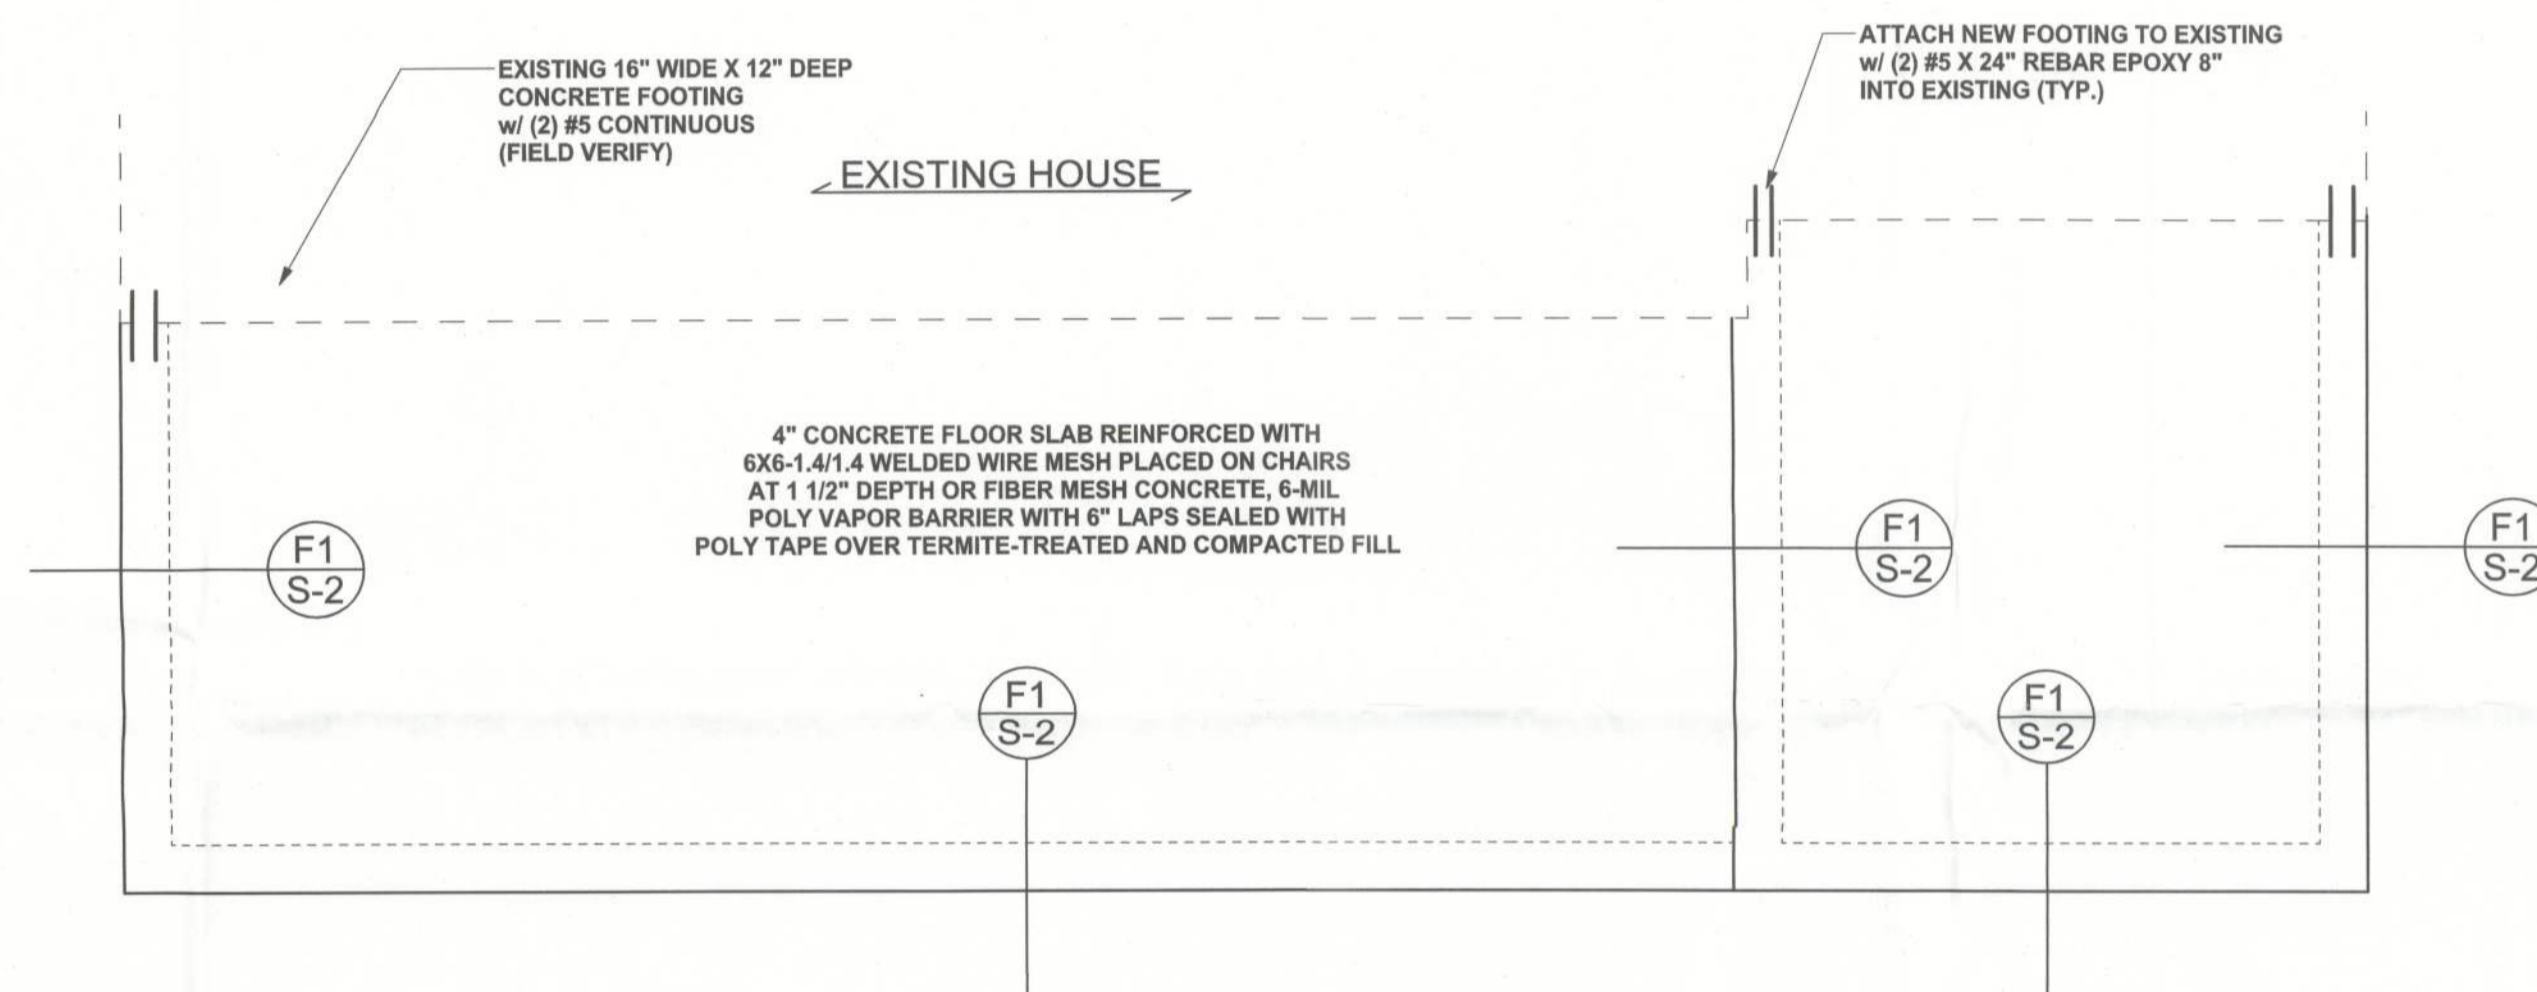 EXISTING 16" WIDE X 12" DEEP
CONCRETE FOOTING
w/ (2) #5 CONTINUOUS
(FIELD VERIFY)
EXISTING HOUSE
ATTACH NEW FOOTING TO EXISTING
w/ (2) #5 X 24" REBAR EPOXY 8"
INTO EXISTING (TYP.)
4" CONCRETE FLOOR SLAB REINFORCED WITH
6X6-1.4/1.4 WELDED WIRE MESH PLACED ON CHAIRS
AT 1 1/2" DEPTH OR FIBER MESH CONCRETE, 6-MIL
POLY VAPOR BARRIER WITH 6" LAPS SEALED WITH
POLY TAPE OVER TERMITE-TREATED AND COMPACTED FILL
F1
S-2
F1
S-2
F1
S-2
F1
S-2
F1
S-2